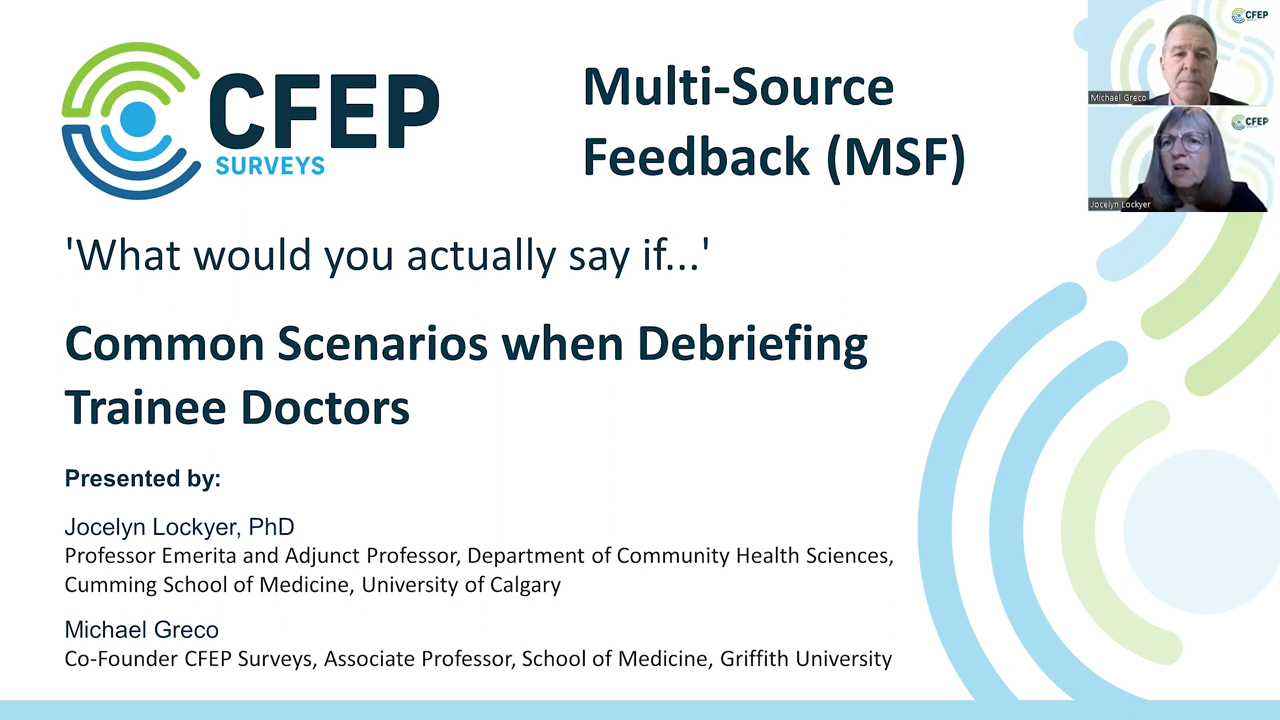 CFEP
SURVEYS
Multi-Source
Feedback (MSF)
CFEP
Michael Greco
CFEP
Jocelyn Lockyer
'What would you actually say if...'
Common Scenarios when Debriefing
Trainee Doctors
Presented by:
Jocelyn Lockyer, PhD
Professor Emerita and Adjunct Professor, Department of Community Health Sciences,
Cumming School of Medicine, University of Calgary
Michael Greco
Co-Founder CFEP Surveys, Associate Professor, School of Medicine, Griffith University